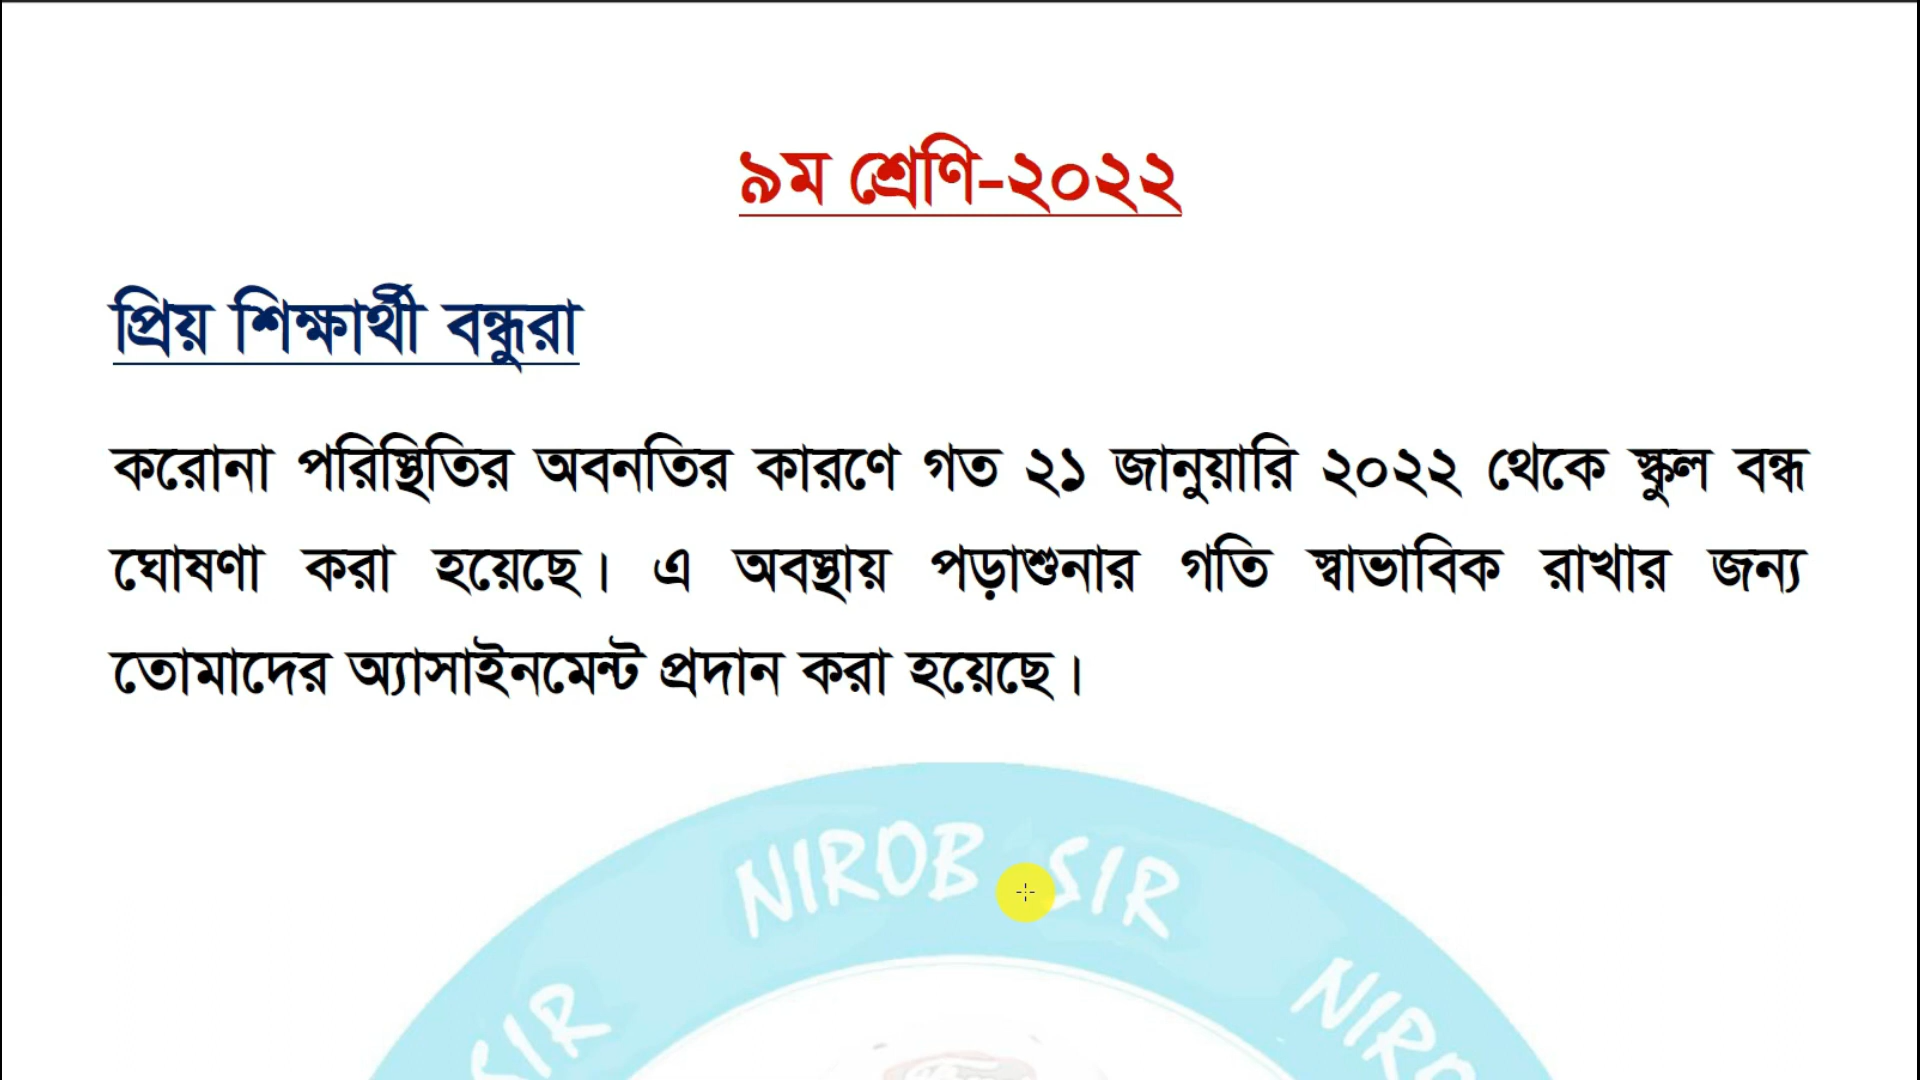 ৯ম শ্রেণি-২০২২
প্রিয় শিক্ষার্থী বন্ধুরা
করোনা পরিস্থিতির অবনতির কারণে গত ২১ জানুয়ারি ২০২২ থেকে স্কুল বন্ধ
ঘোষণা করা হয়েছে। এ অবস্থায় পড়াশুনার গতি স্বাভাবিক রাখার জন্য
তোমাদের অ্যাসাইনমেন্ট প্রদান করা হয়েছে।
NIROB SIR
SIR
NIRO